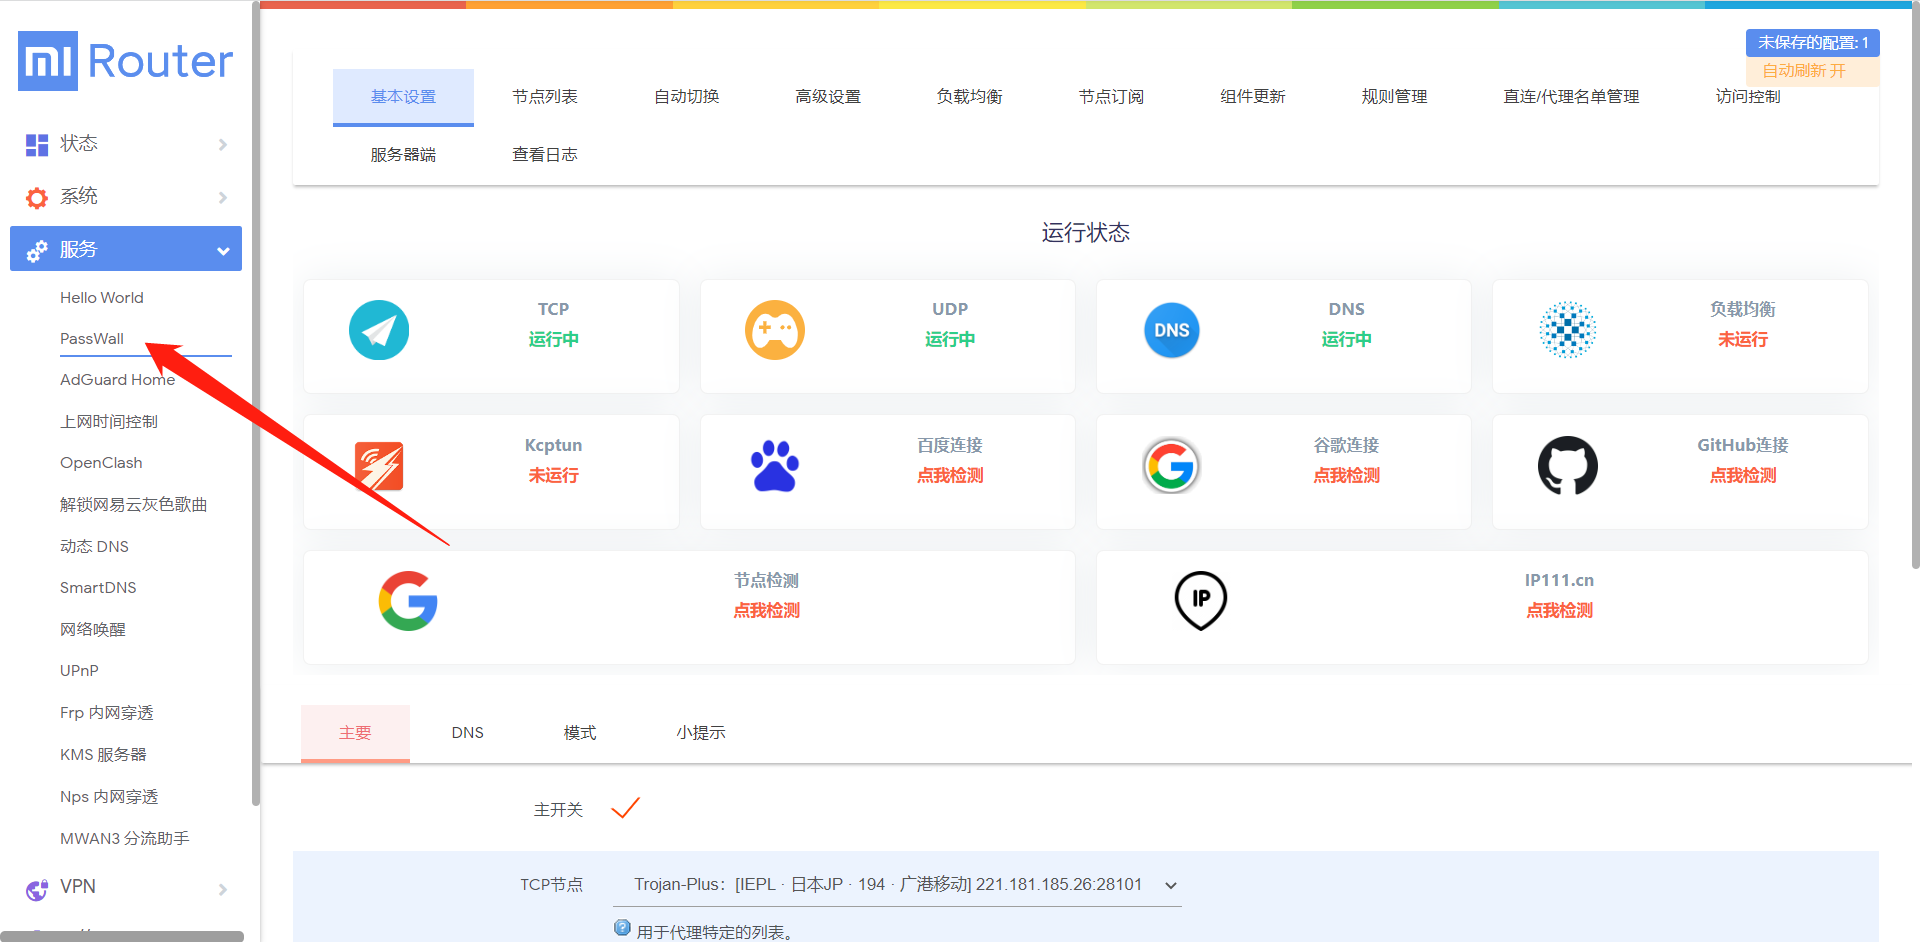 mi Router
状态
系统
服务
Hello World
PassWall
AdGuard Home
上网时间控制
OpenClash
解锁网易云灰色歌曲
动态 DNS
SmartDNS
网络唤醒
UPnP
Frp 内网穿透
KMS 服务器
Nps 内网穿透
MWAN3 分流助手
VPN
未保存的配置: 1
自动刷新 开
基本设置 节点列表 自动切换 高级设置 负载均衡 节点订阅 组件更新 规则管理 直连/代理名单管理 访问控制
服务器端 查看日志
运行状态
TCP
运行中
UDP
运行中
DNS
DNS
运行中
负载均衡
未运行
Kcptun
未运行
百度连接
点我检测
谷歌连接
点我检测
GitHub连接
点我检测
节点检测
点我检测
IP
IP111.cn
点我检测
主要 DNS 模式 小提示
主开关
TCP节点 Trojan-Plus：[IEPL · 日本JP · 194 · 广港移动] 221.181.185.26:28101
用于代理特定的列表。